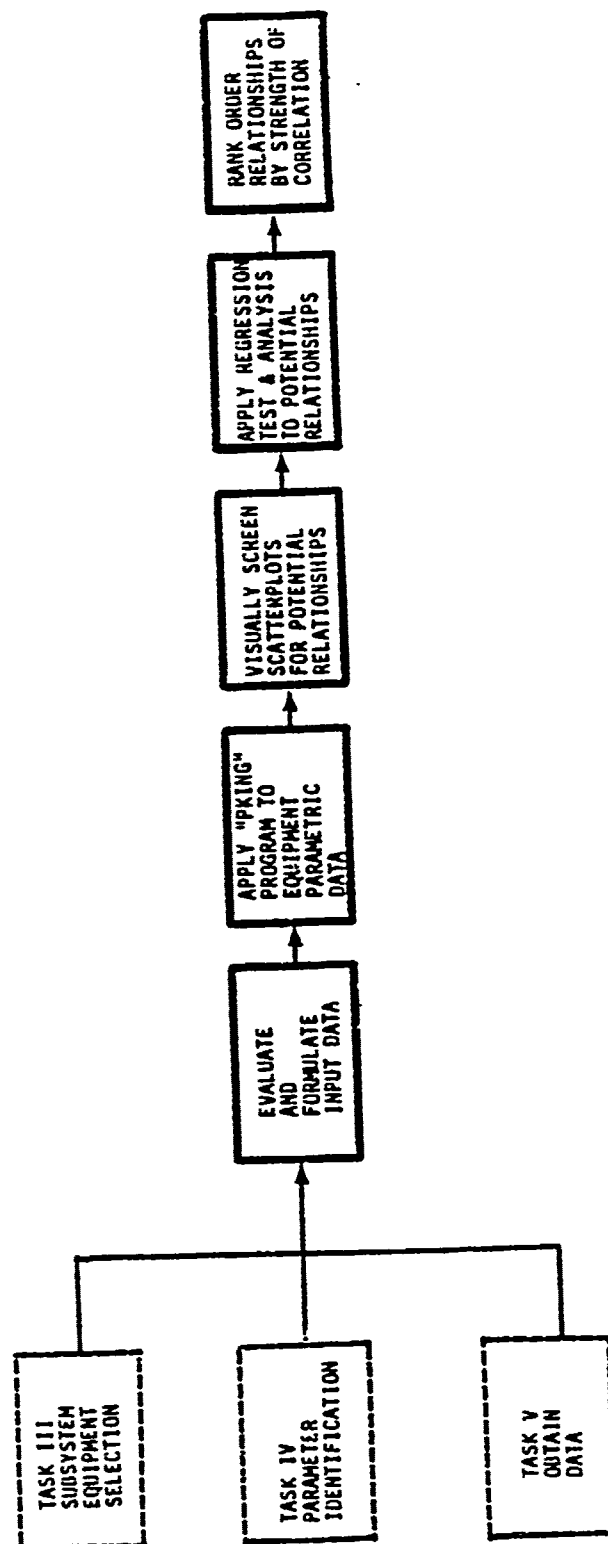 TASK III
SUBSYSTEM
EQUIPMENT
SELECTION
TASK IV
PARAMETER
IDENTIFICATION
TASK V
OBTAIN
DATA
EVALUATE
AND
FORMULATE
INPUT DATA
APPLY "PKING"
PROGRAM TO
EQUIPMENT
PARAMETRIC
DATA
VISUALLY SCREEN
SCATTERPLOTS
FOR POTENTIAL
RELATIONSHIPS
APPLY REGRESSION
TEST & ANALYSIS
TO POTENTIAL
RELATIONSHIPS
RANK ORDER
RELATIONSHIPS
BY STRENGTH OF
CORRELATION